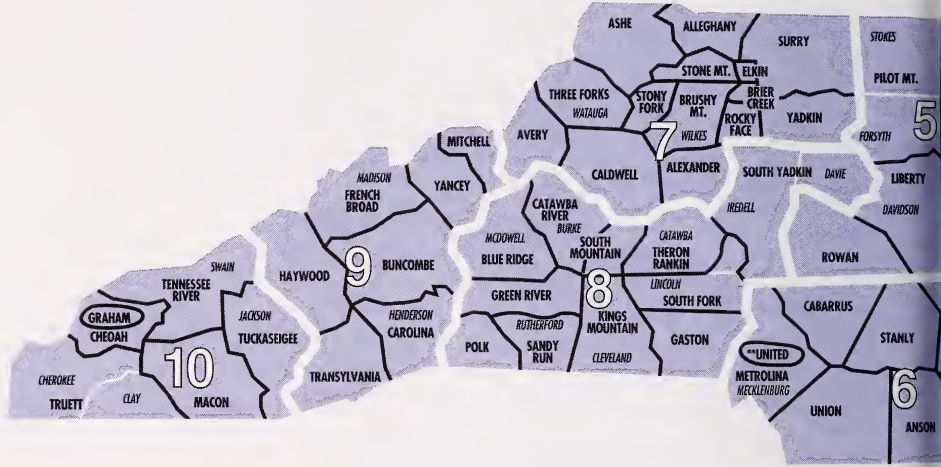 ASHE
ALLEGHANY
SURRY
STOKES
PILOT MT.
STONE MT.
ELKIN
THREE FORKS
WATAUGA
STONY
FORK
BRUSHY
MT.
BRIER
CREEK
ROCKY
FACE
YADKIN
5
FORSYTH
AVERY
7
WILKES
MITCHELL
CALDWELL
ALEXANDER
SOUTH YADKIN
DAVIE
LIBERTY
MADISON
FRENCH
BROAD
YANCEY
CATAWBA
RIVER
BURKE
IREDELL
DAVIDSON
MCDOWELL
BLUE RIDGE
SOUTH
MOUNTAIN
CATAWBA
THERON
RANKIN
ROWAN
SWAIN
TENNESSEE
RIVER
HAYWOOD
9
BUNCOMBE
GREEN RIVER
8
LINCOLN
SOUTH FORK
CABARRUS
GRAHAM
CHEOAH
JACKSON
TUCKASEIGEE
HENDERSON
CAROLINA
RUTHERFORD
KINGS
MOUNTAIN
GASTON
STANLY
POLK
SANDY
RUN
CLEVELAND
**UNITED
METROLINA
MECKLENBURG
10
CHEROKEE
TRUETT
CLAY
MACON
TRANSYLVANIA
UNION
6
ANSON